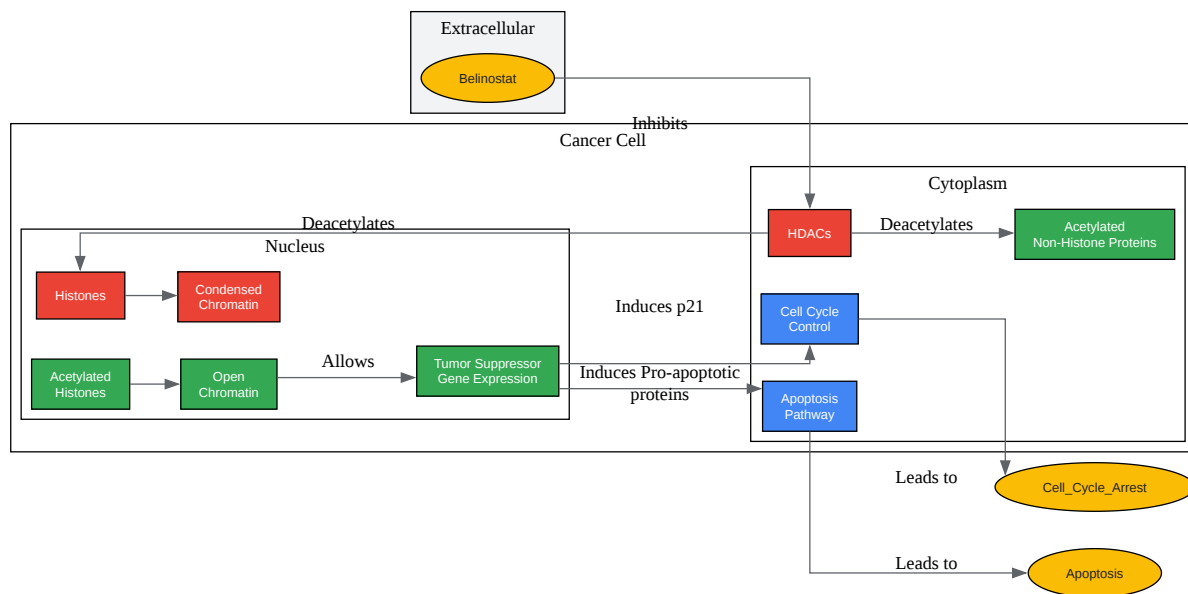 Extracellular
Belinostat
Inhibits
Cancer Cell
Cytoplasm
Deacetylates
Nucleus
HDACs
Deacetylates
Acetylated
Non-Histone Proteins
Histones
Condensed
Chromatin
Induces p21
Cell Cycle
Control
Acetylated
Histones
Open
Chromatin
Allows
Tumor Suppressor
Gene Expression
Induces Pro-apoptotic
proteins
Apoptosis
Pathway
Leads to
Cell_Cycle_Arrest
Leads to
Apoptosis